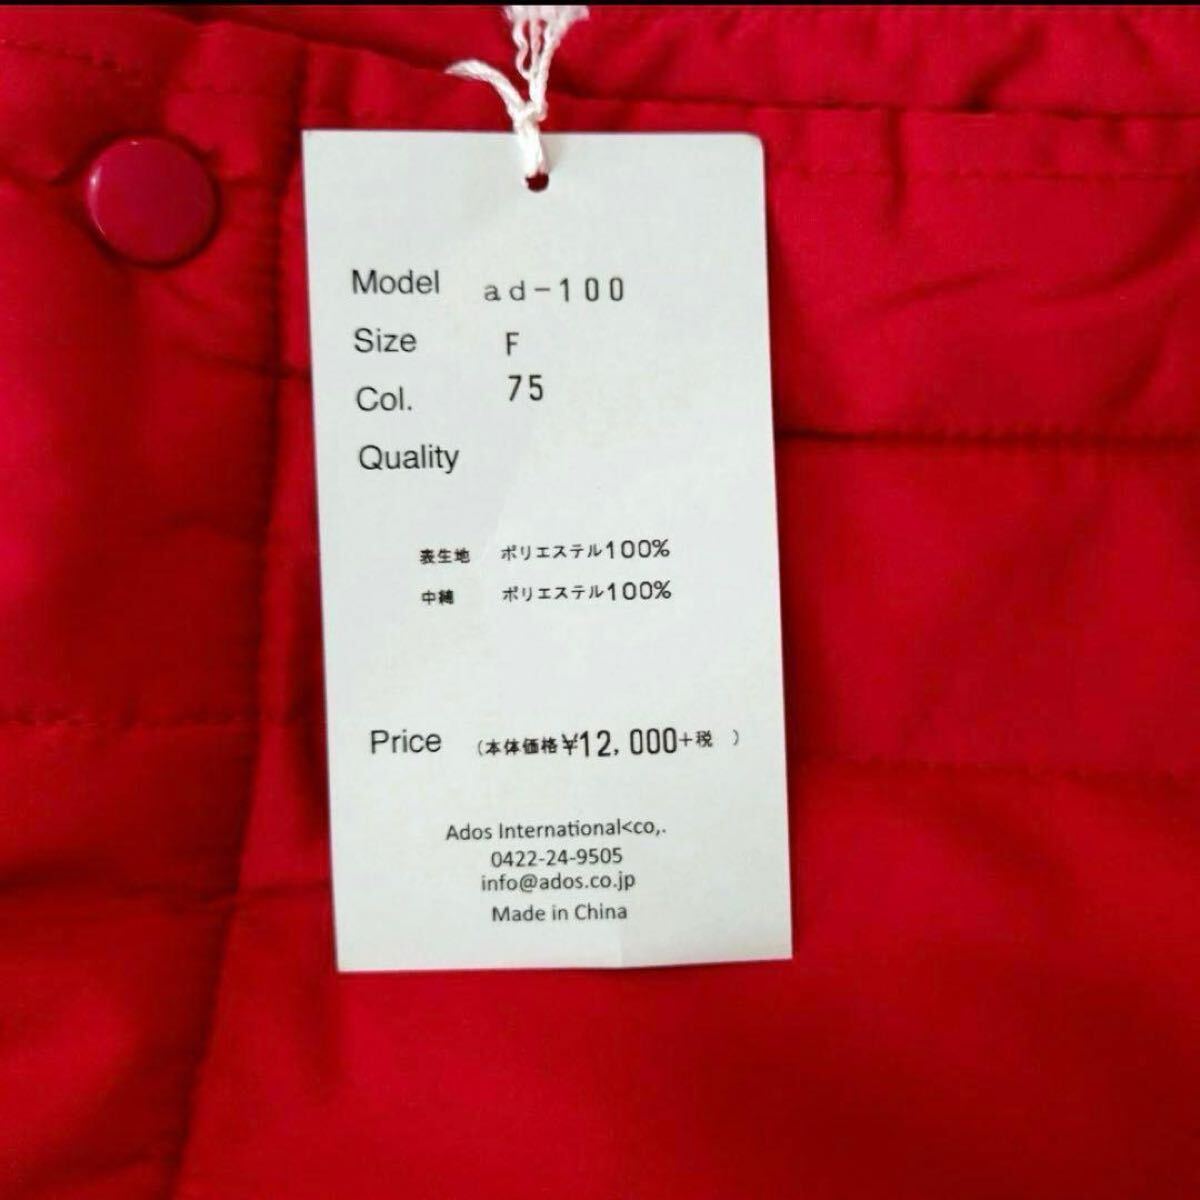 Model ad-100
Size F
Col. 75
Quality
表生地 ポリエステル100%
中綿 ポリエステル100%
Price (本体価格¥12,000+税 )
Ados International<co,.
0422-24-9505
info@ados.co.jp
Made in China